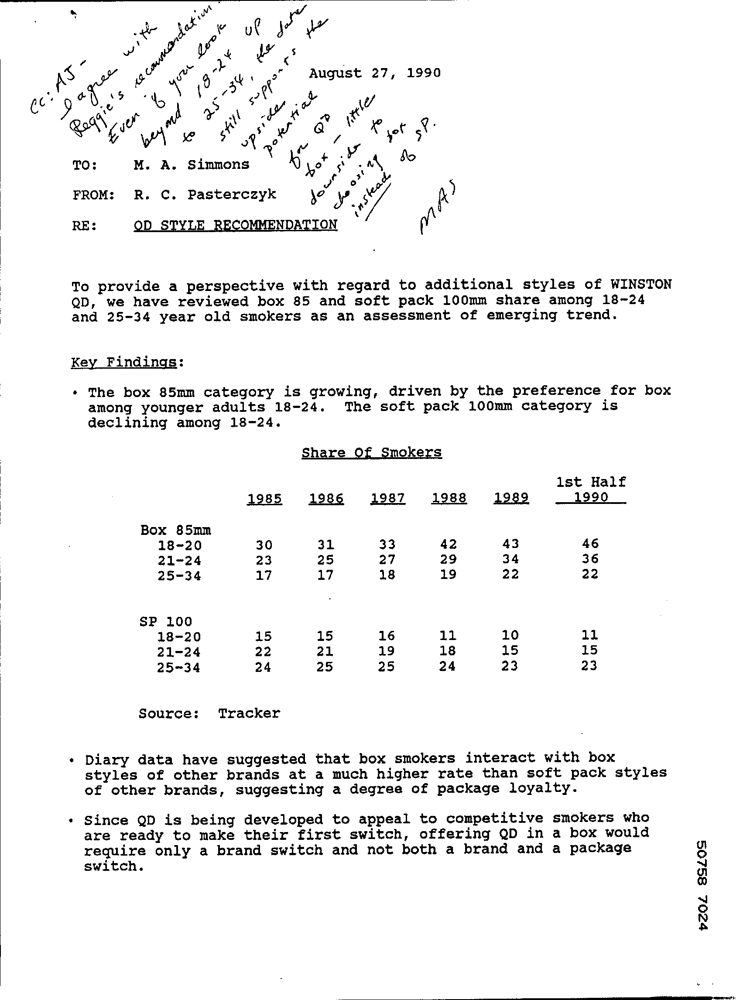 cc: AJ -
I agree with
Reggie's recommendation.
Even if you look up
beyond 18-24
to 25-34, the data
still supports the
upside
potential
for QD
box - little
downside to
choosing box
instead of SP.
MAS
August 27, 1990
TO: M. A. Simmons
FROM: R. C. Pasterczyk
RE: QD STYLE RECOMMENDATION
To provide a perspective with regard to additional styles of WINSTON
QD, we have reviewed box 85 and soft pack 100mm share among 18-24
and 25-34 year old smokers as an assessment of emerging trend.
Key Findings:
• The box 85mm category is growing, driven by the preference for box
among younger adults 18-24. The soft pack 100mm category is
declining among 18-24.
Share Of Smokers
1st Half
1985 1986 1987 1988 1989 1990
Box 85mm
18-20 30 31 33 42 43 46
21-24 23 25 27 29 34 36
25-34 17 17 18 19 22 22
SP 100
18-20 15 15 16 11 10 11
21-24 22 21 19 18 15 15
25-34 24 25 25 24 23 23
Source: Tracker
• Diary data have suggested that box smokers interact with box
styles of other brands at a much higher rate than soft pack styles
of other brands, suggesting a degree of package loyalty.
• Since QD is being developed to appeal to competitive smokers who
are ready to make their first switch, offering QD in a box would
require only a brand switch and not both a brand and a package
switch.
50758 7024